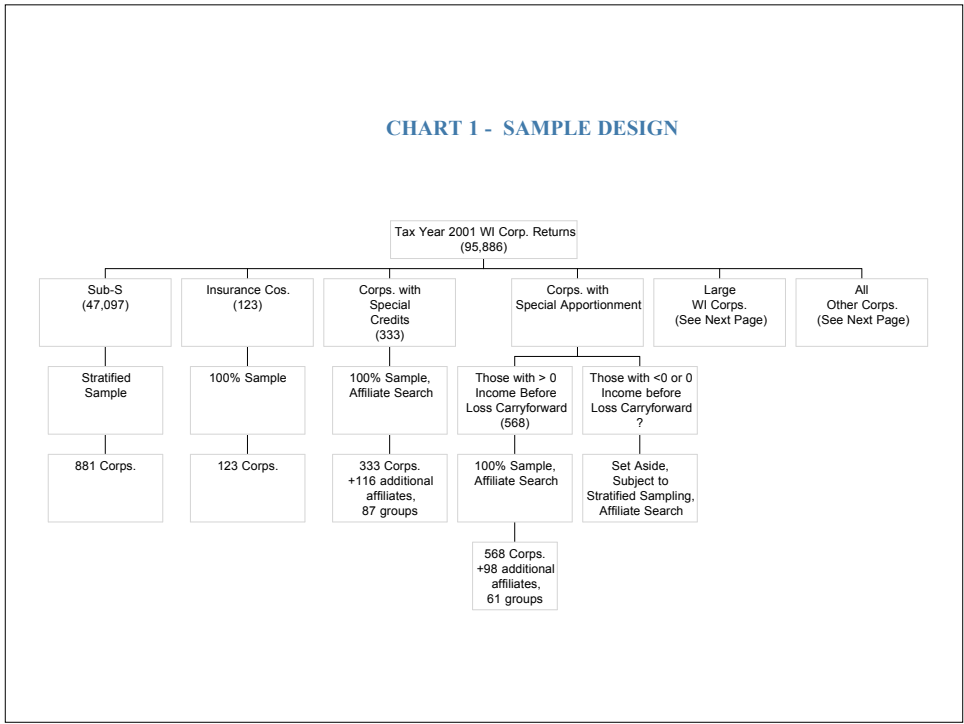 CHART 1 - SAMPLE DESIGN
Tax Year 2001 WI Corp. Returns
(95,886)
Sub-S
(47,097)
Insurance Cos.
(123)
Corps. with
Special
Credits
(333)
Corps. with
Special Apportionment
Large
WI Corps.
(See Next Page)
All
Other Corps.
(See Next Page)
Stratified
Sample
100% Sample
100% Sample,
Affiliate Search
Those with > 0
Income Before
Loss Carryforward
(568)
Those with <0 or 0
Income before
Loss Carryforward
?
881 Corps.
123 Corps.
333 Corps.
+116 additional
affiliates,
87 groups
100% Sample,
Affiliate Search
Set Aside,
Subject to
Stratified Sampling,
Affiliate Search
568 Corps.
+98 additional
affiliates,
61 groups